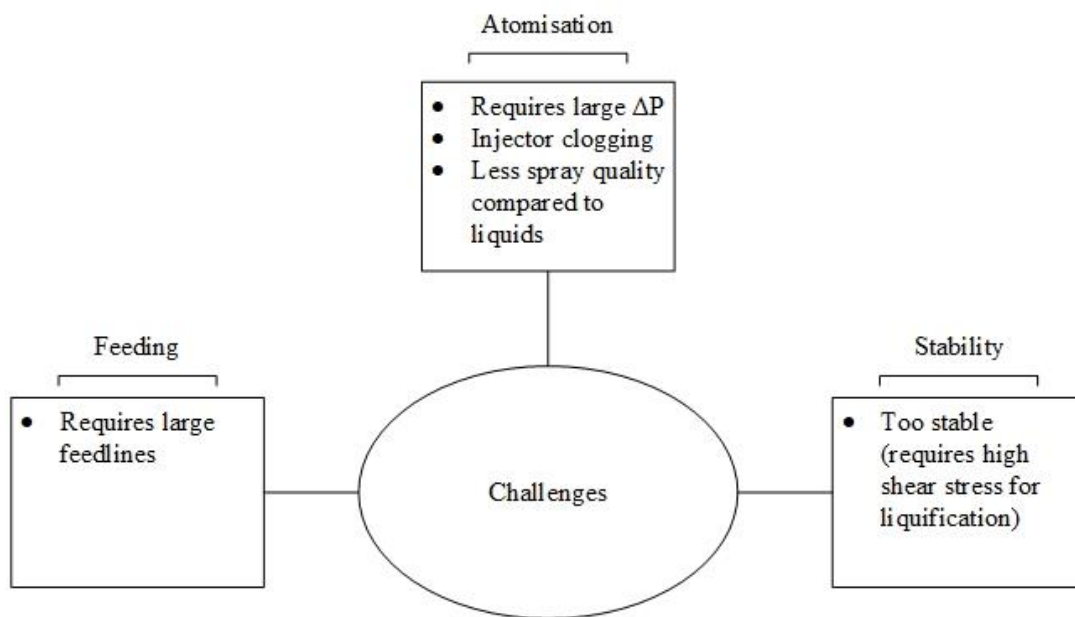 Atomisation
• Requires large ΔP
• Injector clogging
• Less spray quality
compared to
liquids
Feeding
• Requires large
feedlines
Challenges
Stability
• Too stable
(requires high
shear stress for
liquification)